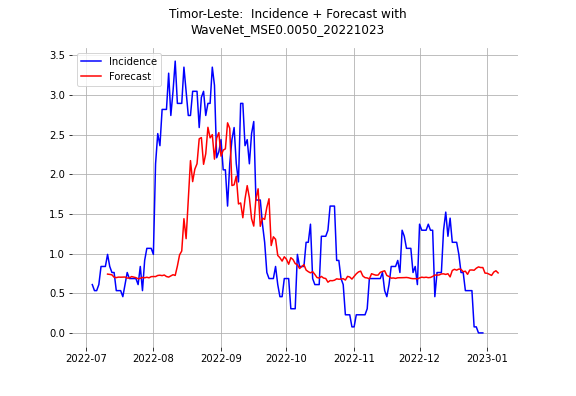 Timor-Leste:  Incidence + Forecast with
WaveNet_MSE0.0050_20221023
Incidence
Forecast
3.5
3.0
2.5
2.0
1.5
1.0
0.5
0.0
2022-07 2022-08 2022-09 2022-10 2022-11 2022-12 2023-01